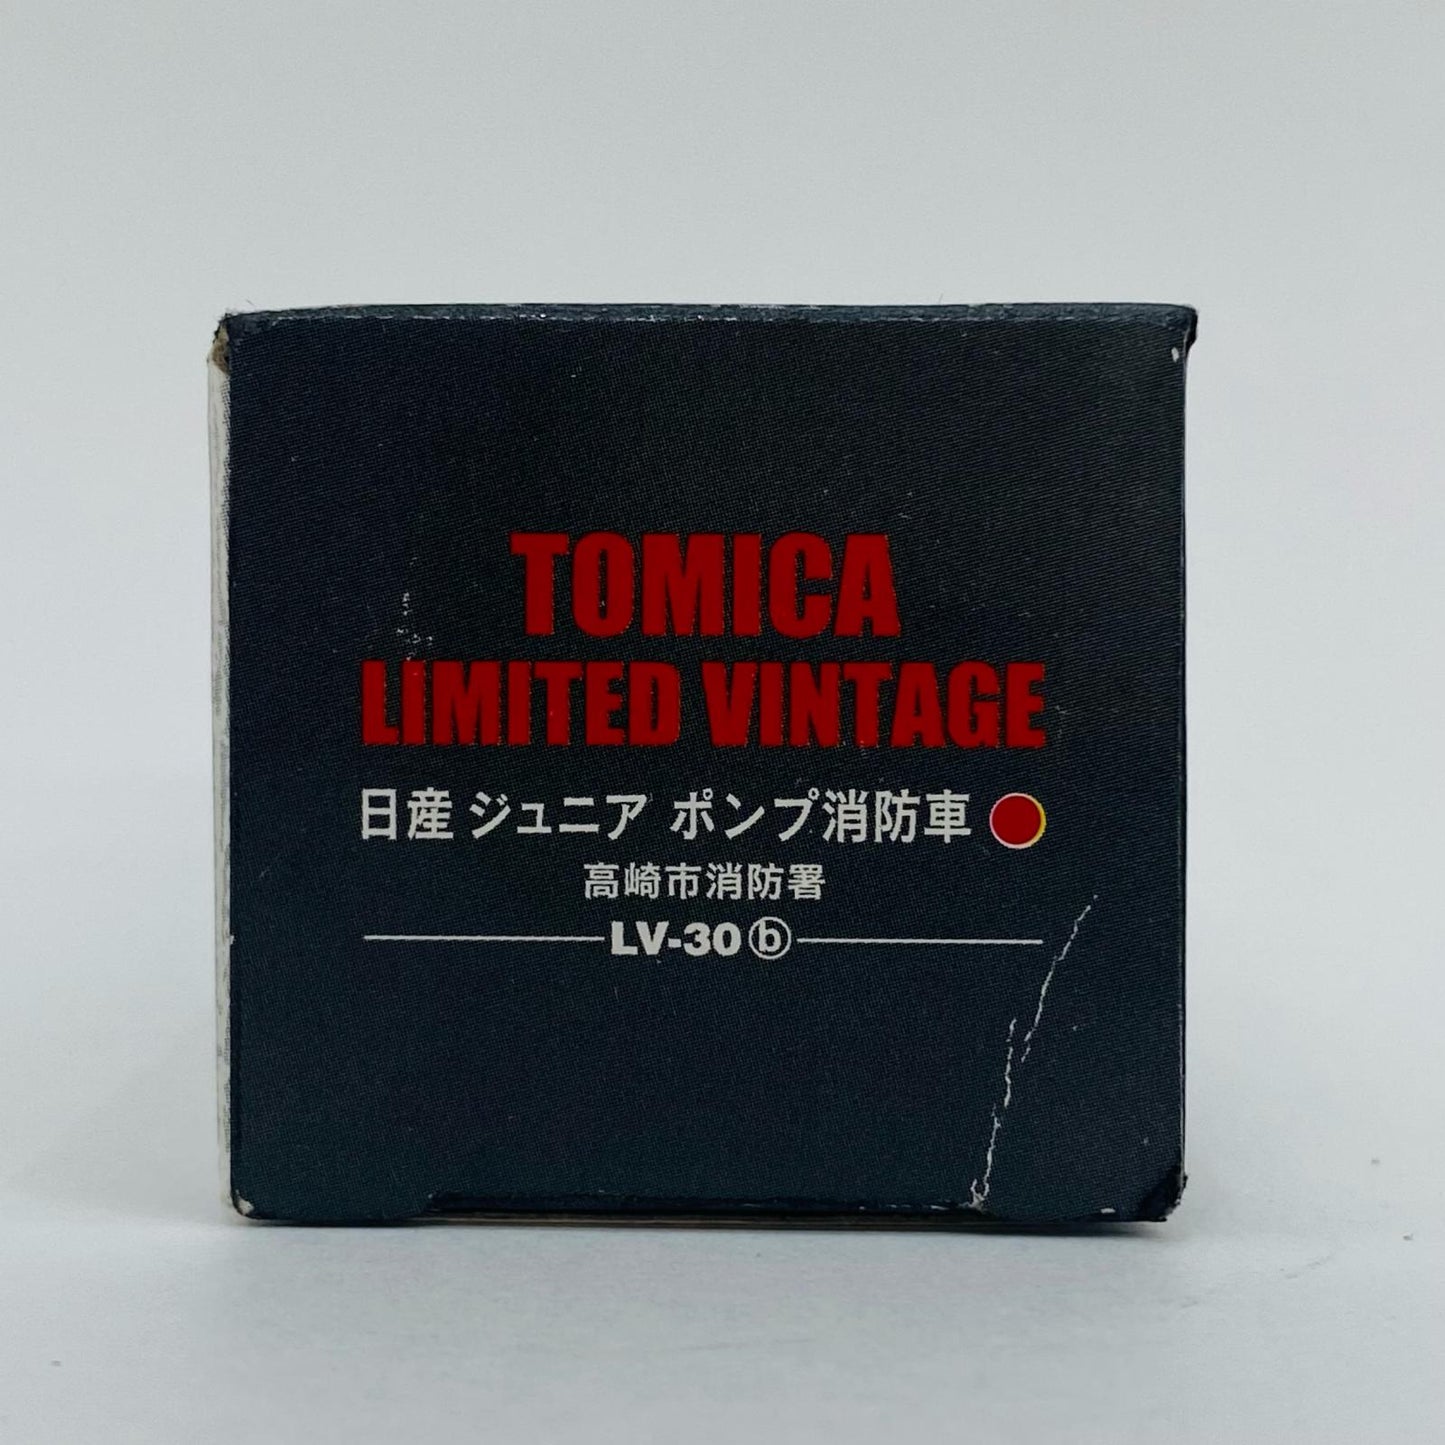 TOMICA
LIMITED VINTAGE
日産 ジュニア ポンプ消防車
高崎市消防署
LV-30 ⓑ